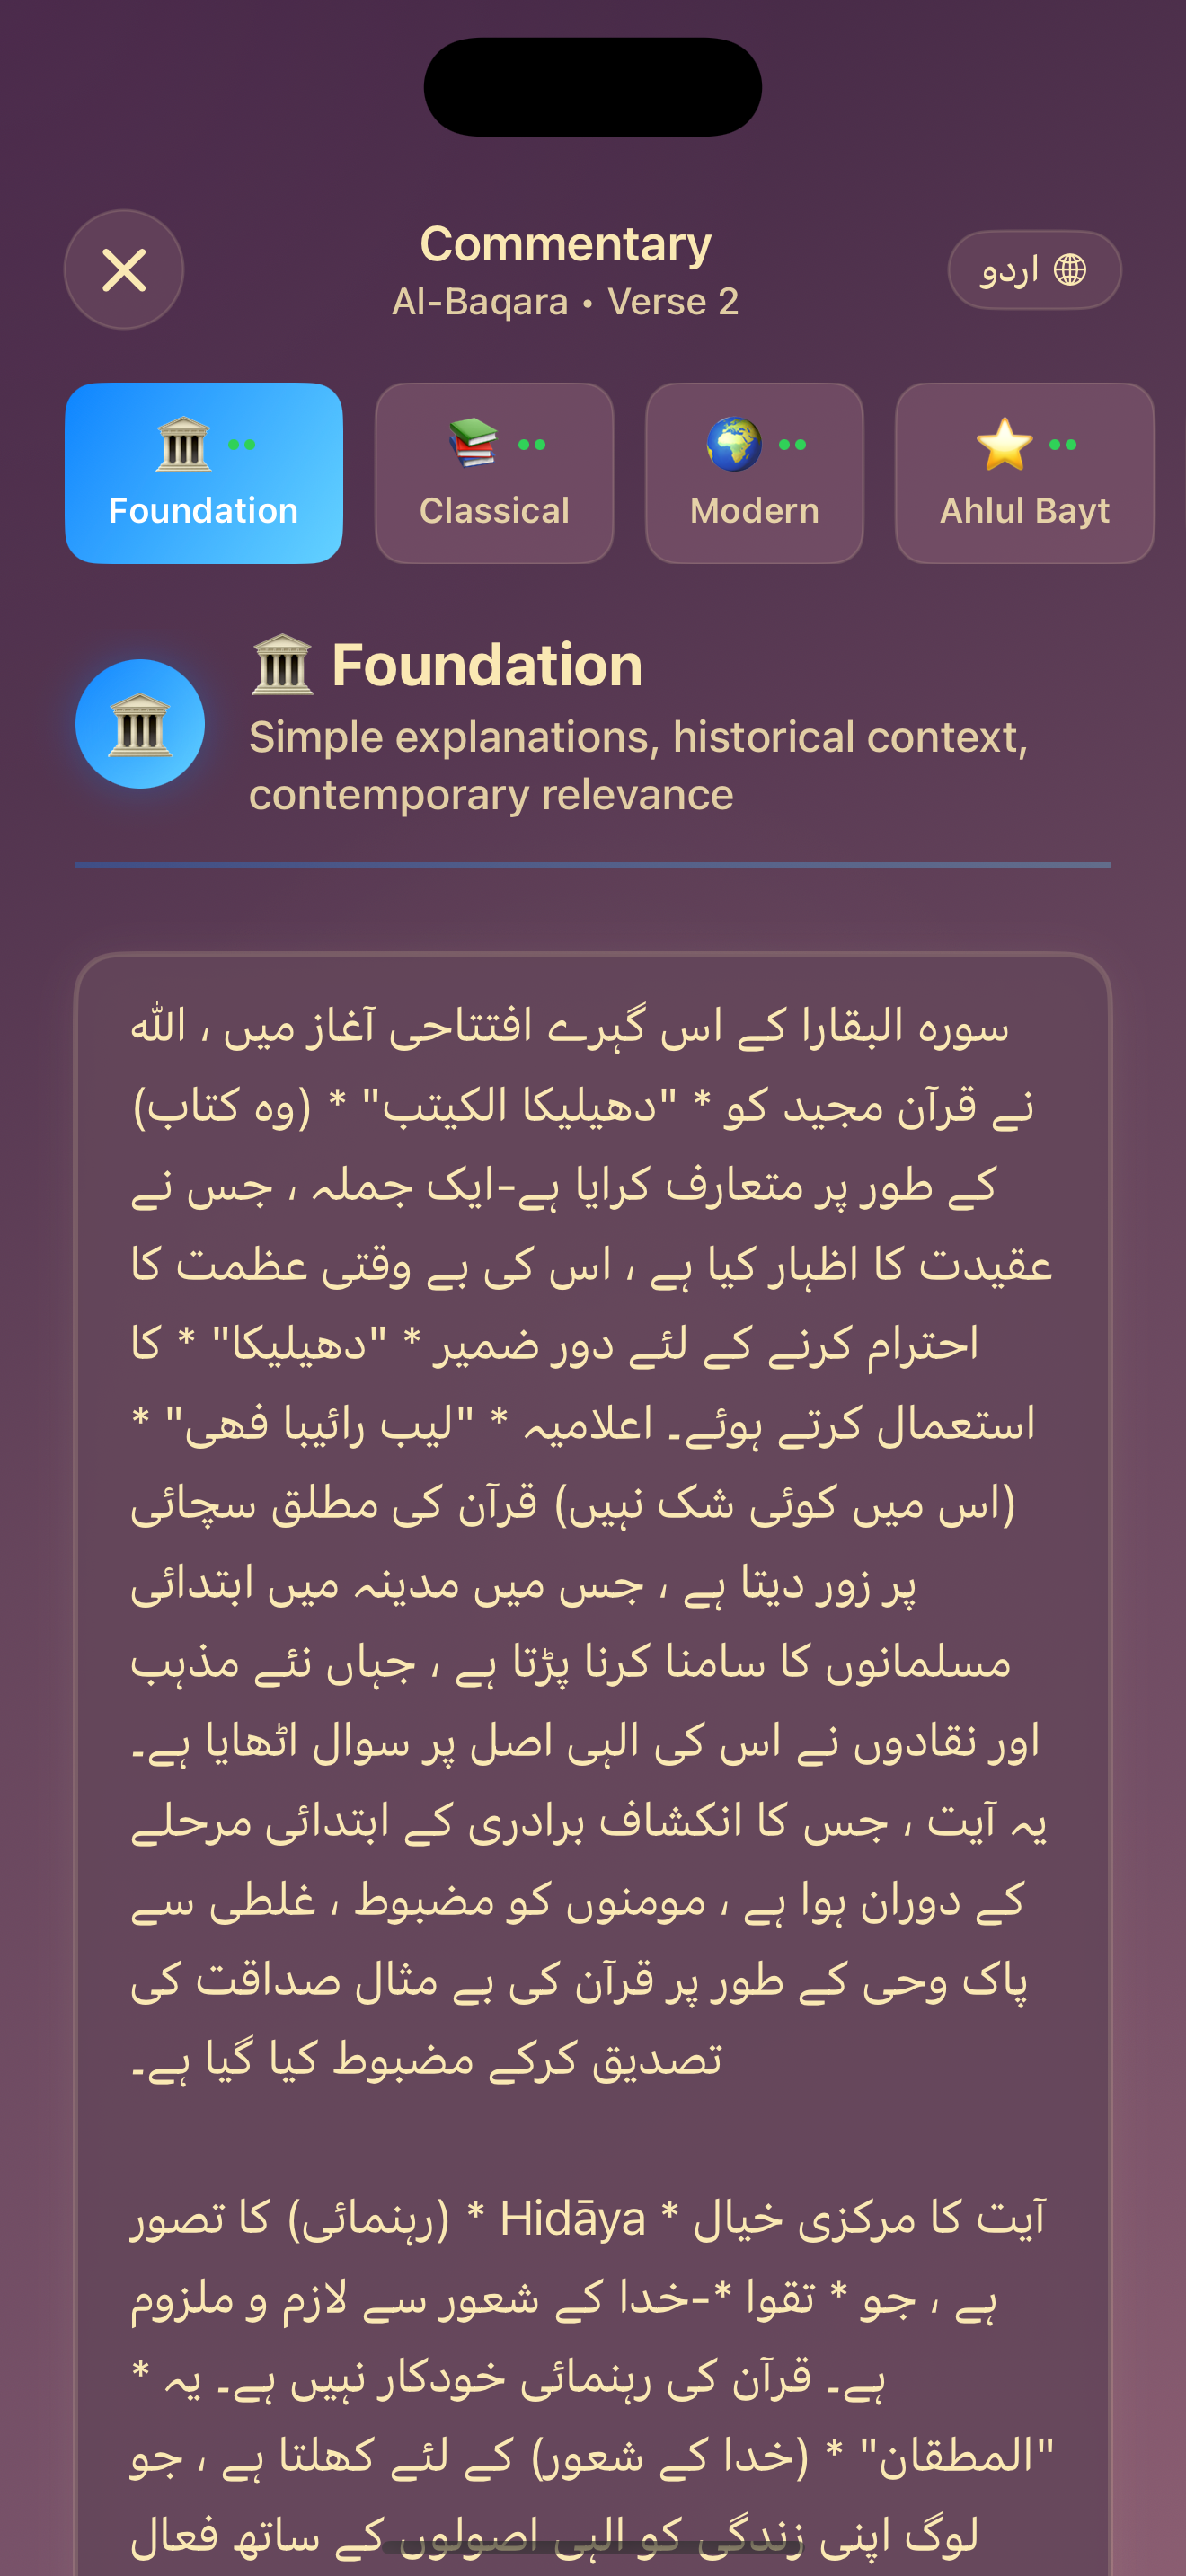 Commentary
Al-Baqara • Verse 2
اردو
Foundation
Classical
Modern
Ahlul Bayt
Foundation
Simple explanations, historical context,
contemporary relevance
سورہ البقارا کے اس گہرے افتتاحی آغاز میں ، اللہ
نے قرآن مجید کو * "دھیلیکا الکیتب" * (وہ کتاب)
کے طور پر متعارف کرایا ہے-ایک جملہ ، جس نے
عقیدت کا اظہار کیا ہے ، اس کی بے وقتی عظمت کا
احترام کرنے کے لئے دور ضمیر * "دھیلیکا" * کا
استعمال کرتے ہوئے۔ اعلامیہ * "لیب رائیبا فھی" *
(اس میں کوئی شک نہیں) قرآن کی مطلق سچائی
پر زور دیتا ہے ، جس میں مدینہ میں ابتدائی
مسلمانوں کا سامنا کرنا پڑتا ہے ، جہاں نئے مذہب
اور نقادوں نے اس کی الہی اصل پر سوال اٹھایا ہے۔
یہ آیت ، جس کا انکشاف برادری کے ابتدائی مرحلے
کے دوران ہوا ہے ، مومنوں کو مضبوط ، غلطی سے
پاک وحی کے طور پر قرآن کی بے مثال صداقت کی
تصدیق کرکے مضبوط کیا گیا ہے۔
آیت کا مرکزی خیال * Hidāya * (رہنمائی) کا تصور
ہے ، جو * تقوا *-خدا کے شعور سے لازم و ملزوم
ہے۔ قرآن کی رہنمائی خودکار نہیں ہے۔ یہ *
"المطقان" * (خدا کے شعور) کے لئے کھلتا ہے ، جو
لوگ اپنی زندگی کو الہی اصولوں کے ساتھ فعال